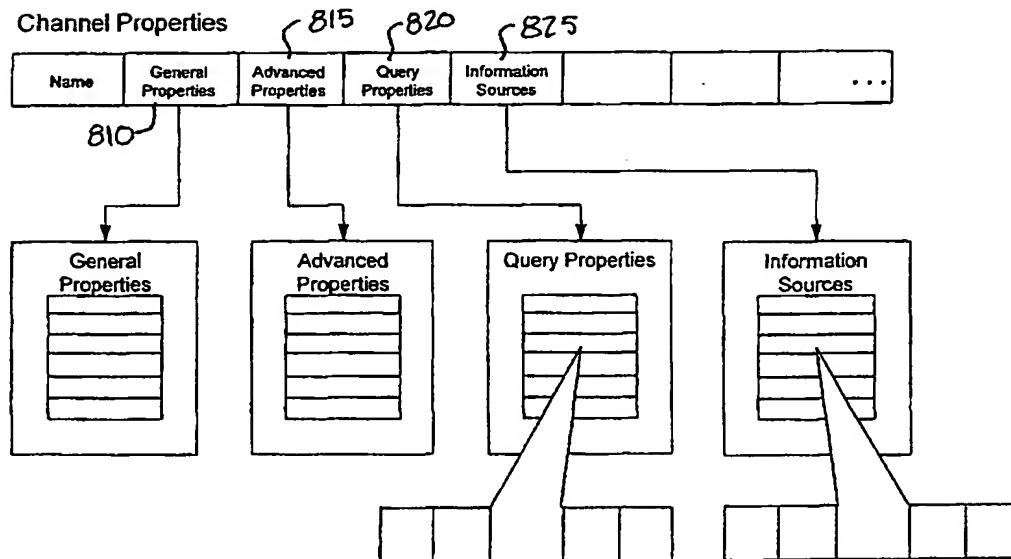 Channel Properties
815
820
825
Name
General
Properties
Advanced
Properties
Query
Properties
Information
Sources
...
810
General
Properties
Advanced
Properties
Query Properties
Information
Sources